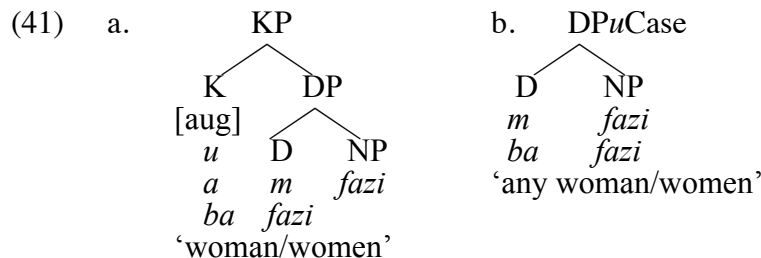 (41) a. KP b. DPuCase
K DP D NP
[aug] m fazi
u D NP ba fazi
a m fazi ‘any woman/women’
ba fazi
‘woman/women’